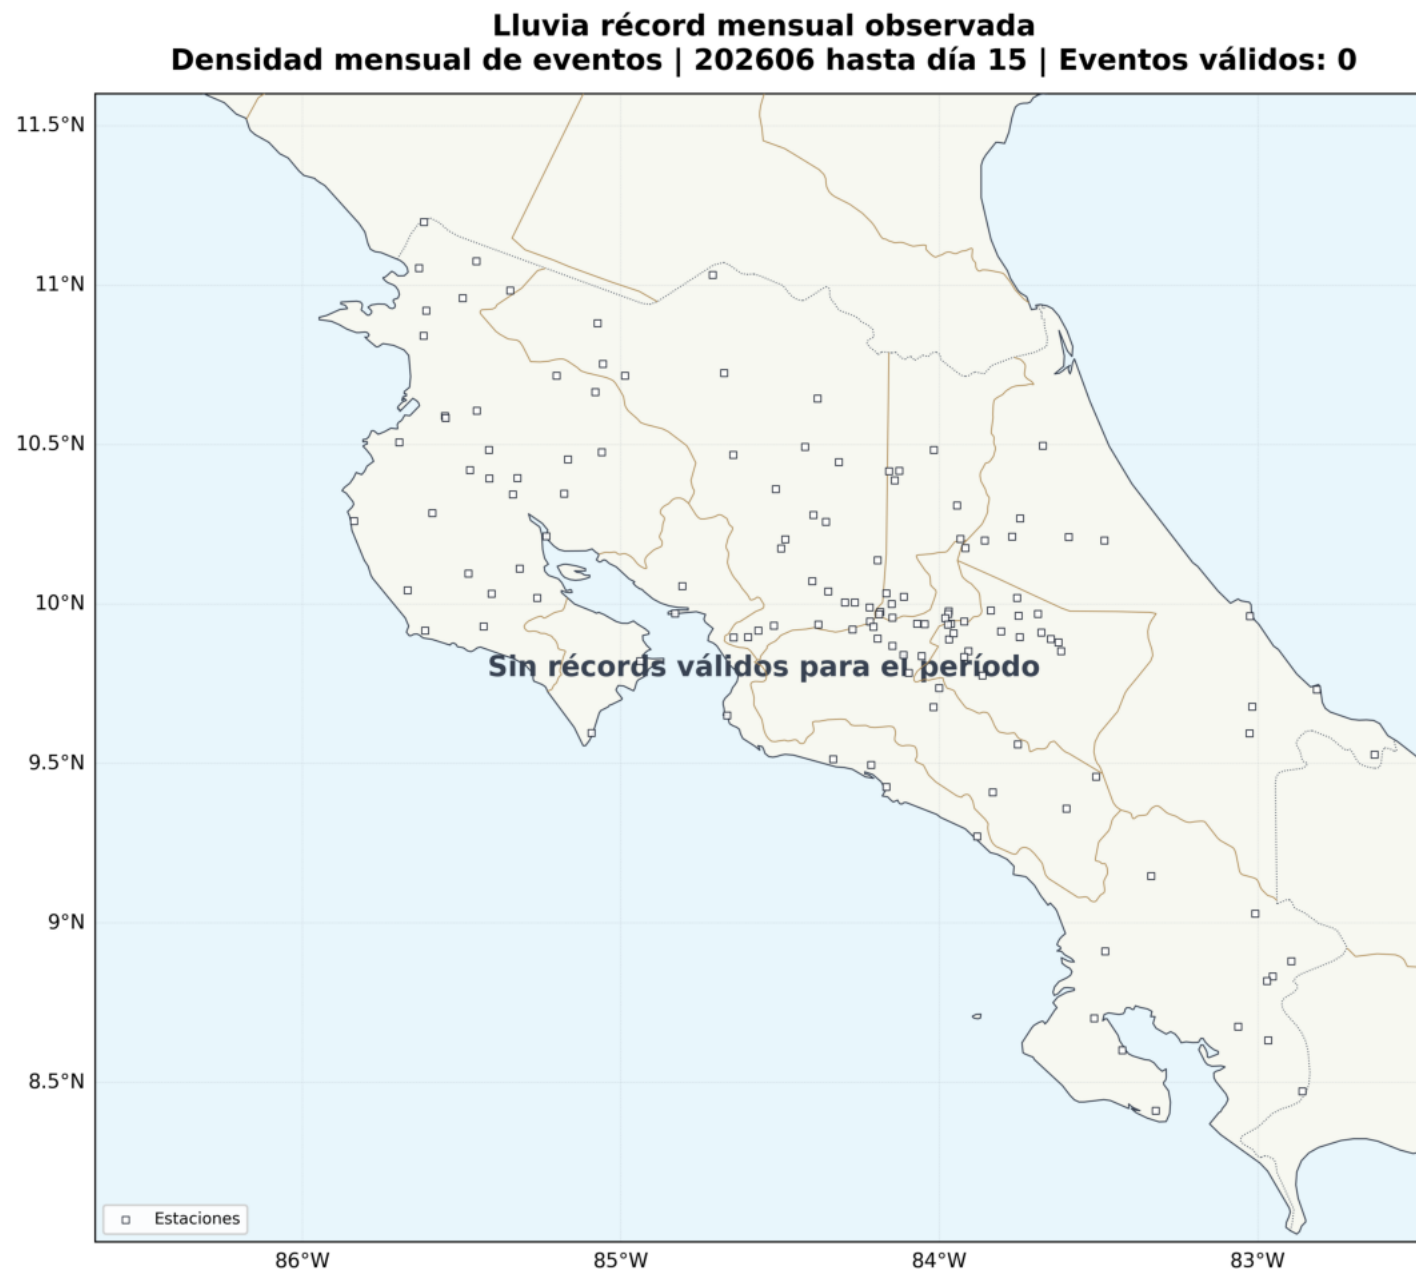 Lluvia récord mensual observada
Densidad mensual de eventos | 202606 hasta día 15 | Eventos válidos: 0
11.5°N
11°N
10.5°N
10°N
Sin récords válidos para el período
9.5°N
9°N
8.5°N
Estaciones
86°W
85°W
84°W
83°W